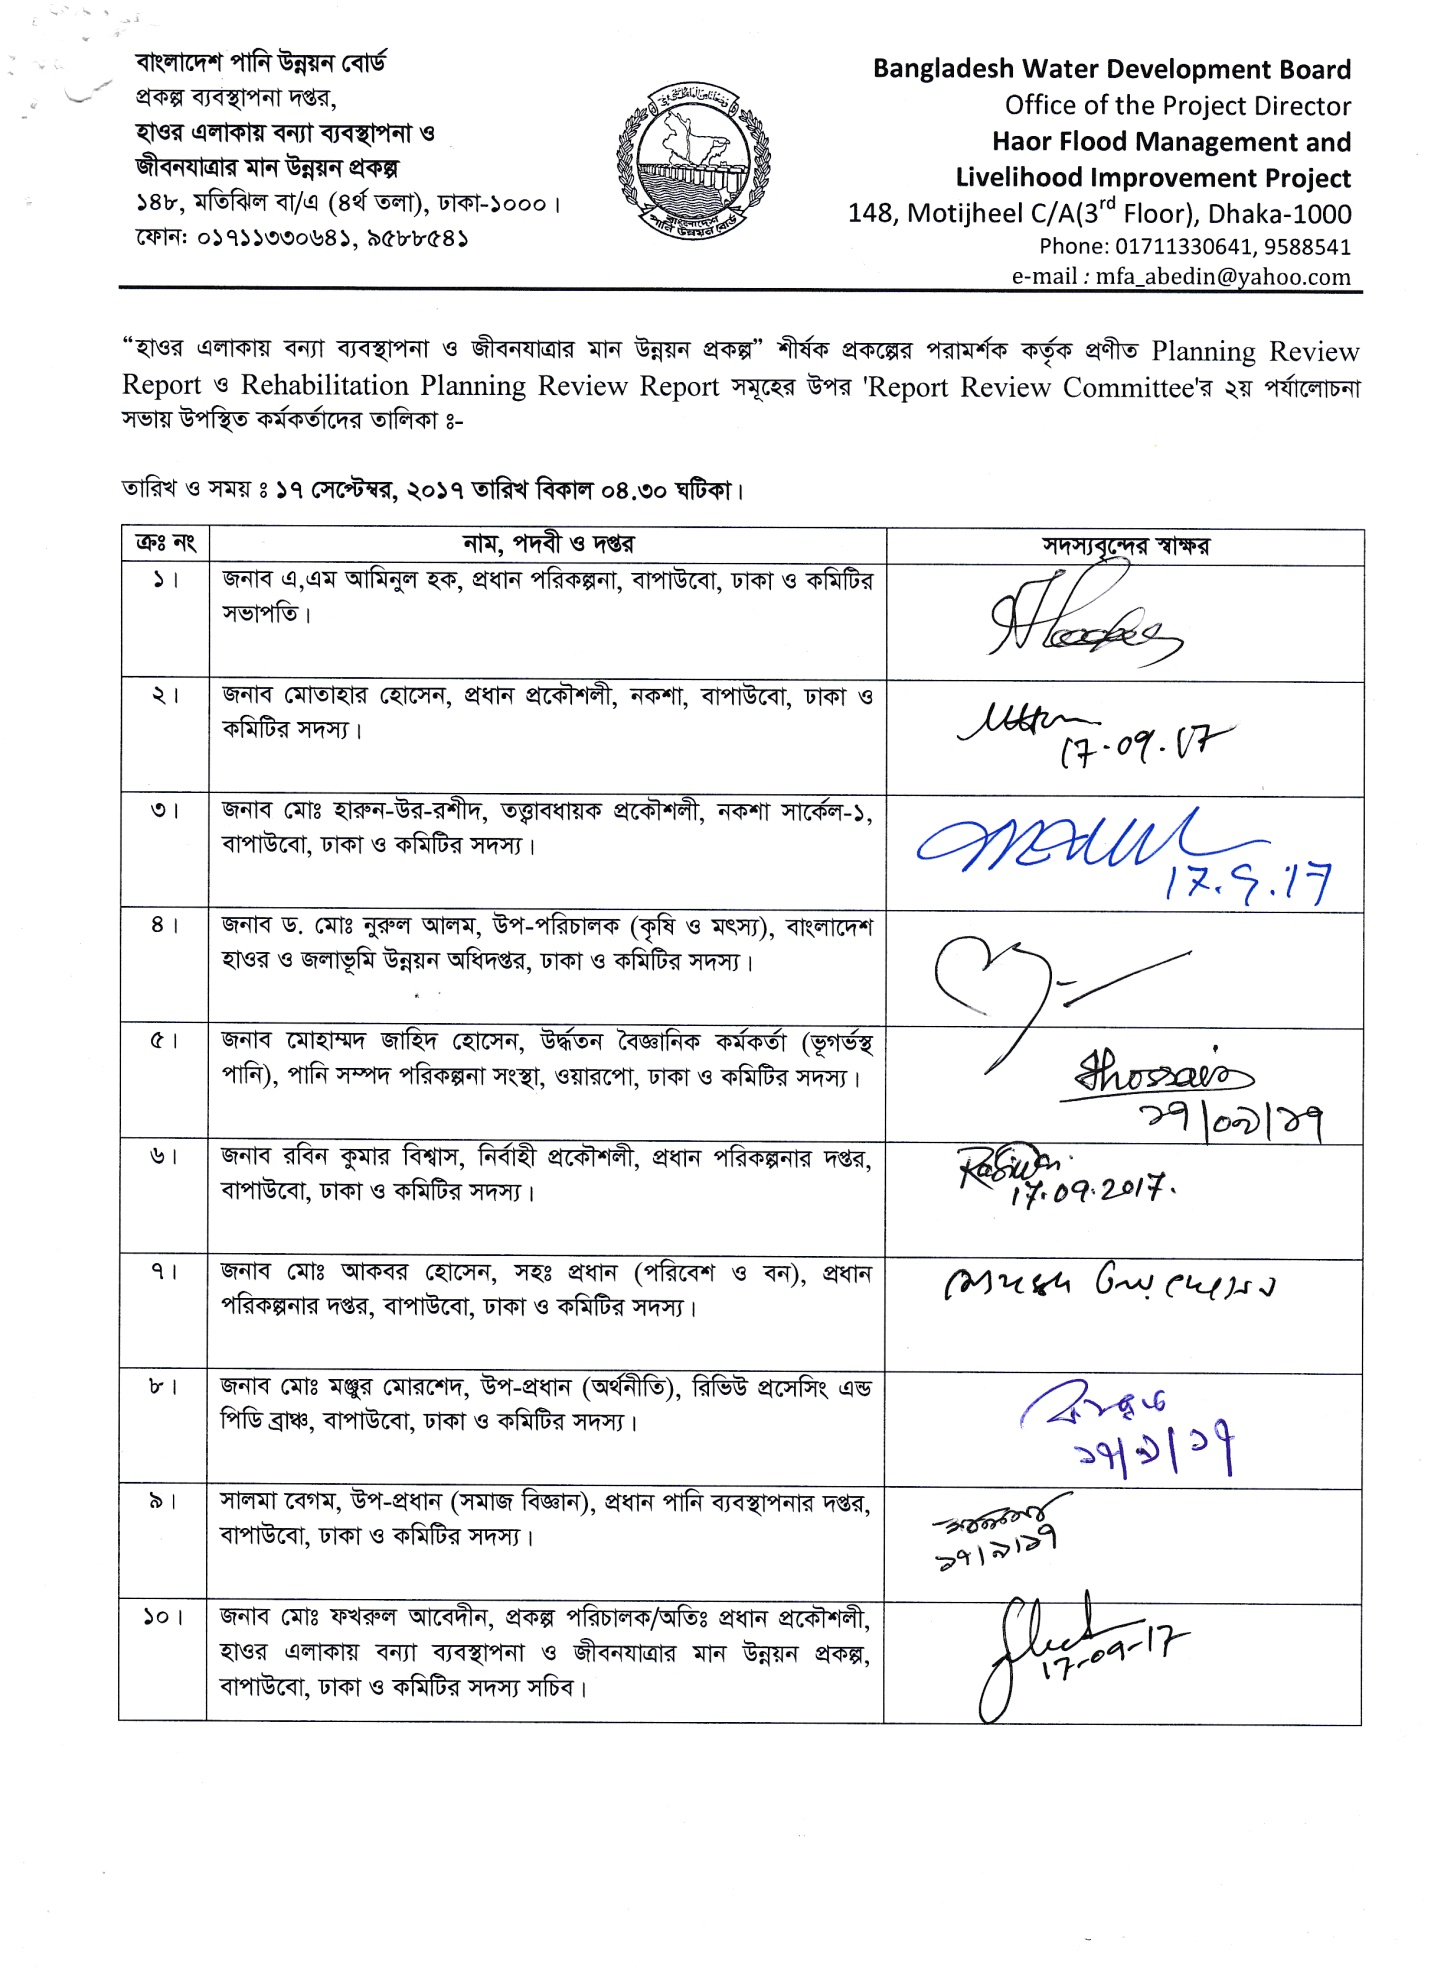 বাংলাদেশ পানি উন্নয়ন বোর্ড
প্রকল্প ব্যবস্থাপনা দপ্তর,
হাওর এলাকায় বন্যা ব্যবস্থাপনা ও
জীবনযাত্রার মান উন্নয়ন প্রকল্প
১৪৮, মতিঝিল বা/এ (৪র্থ তলা), ঢাকা-১০০০।
ফোনঃ ০১৭১১৩৩০৬৪১, ৯৫৮৮৫৪১
Bangladesh Water Development Board
Office of the Project Director
Haor Flood Management and
Livelihood Improvement Project
148, Motijheel C/A(3rd Floor), Dhaka-1000
Phone: 01711330641, 9588541
e-mail : mfa_abedin@yahoo.com
“হাওর এলাকায় বন্যা ব্যবস্থাপনা ও জীবনযাত্রার মান উন্নয়ন প্রকল্প” শীর্ষক প্রকল্পের পরামর্শক কর্তৃক প্রণীত Planning Review
Report ও Rehabilitation Planning Review Report সমূহের উপর 'Report Review Committee'র ২য় পর্যালোচনা
সভায় উপস্থিত কর্মকর্তাদের তালিকা ঃ-
তারিখ ও সময় ঃ ১৭ সেপ্টেম্বর, ২০১৭ তারিখ বিকাল ০৪.৩০ ঘটিকা।
ক্রঃ নং নাম, পদবী ও দপ্তর সদস্যবৃন্দের স্বাক্ষর
১। জনাব এ,এম আমিনুল হক, প্রধান পরিকল্পনা, বাপাউবো, ঢাকা ও কমিটির
সভাপতি।
২। জনাব মোতাহার হোসেন, প্রধান প্রকৌশলী, নকশা, বাপাউবো, ঢাকা ও
কমিটির সদস্য।
17.09.17
৩। জনাব মোঃ হারুন-উর-রশীদ, তত্ত্বাবধায়ক প্রকৌশলী, নকশা সার্কেল-১,
বাপাউবো, ঢাকা ও কমিটির সদস্য।
17.9.17
৪। জনাব ড. মোঃ নুরুল আলম, উপ-পরিচালক (কৃষি ও মৎস্য), বাংলাদেশ
হাওর ও জলাভূমি উন্নয়ন অধিদপ্তর, ঢাকা ও কমিটির সদস্য।
৫। জনাব মোহাম্মদ জাহিদ হোসেন, উর্দ্ধতন বৈজ্ঞানিক কর্মকর্তা (ভূগর্ভস্থ
পানি), পানি সম্পদ পরিকল্পনা সংস্থা, ওয়ারপো, ঢাকা ও কমিটির সদস্য।
১৭/০৯/১৭
৬। জনাব রবিন কুমার বিশ্বাস, নির্বাহী প্রকৌশলী, প্রধান পরিকল্পনার দপ্তর,
বাপাউবো, ঢাকা ও কমিটির সদস্য।
17.09.2017.
৭। জনাব মোঃ আকবর হোসেন, সহঃ প্রধান (পরিবেশ ও বন), প্রধান
পরিকল্পনার দপ্তর, বাপাউবো, ঢাকা ও কমিটির সদস্য।
৮। জনাব মোঃ মঞ্জুর মোরশেদ, উপ-প্রধান (অর্থনীতি), রিভিউ প্রসেসিং এন্ড
পিডি ব্রাঞ্চ, বাপাউবো, ঢাকা ও কমিটির সদস্য।
১৭/৯/১৭
৯। সালমা বেগম, উপ-প্রধান (সমাজ বিজ্ঞান), প্রধান পানি ব্যবস্থাপনার দপ্তর,
বাপাউবো, ঢাকা ও কমিটির সদস্য।
১৭/৯/১৭
১০। জনাব মোঃ ফখরুল আবেদীন, প্রকল্প পরিচালক/অতিঃ প্রধান প্রকৌশলী,
হাওর এলাকায় বন্যা ব্যবস্থাপনা ও জীবনযাত্রার মান উন্নয়ন প্রকল্প,
বাপাউবো, ঢাকা ও কমিটির সদস্য সচিব।
17-09-17